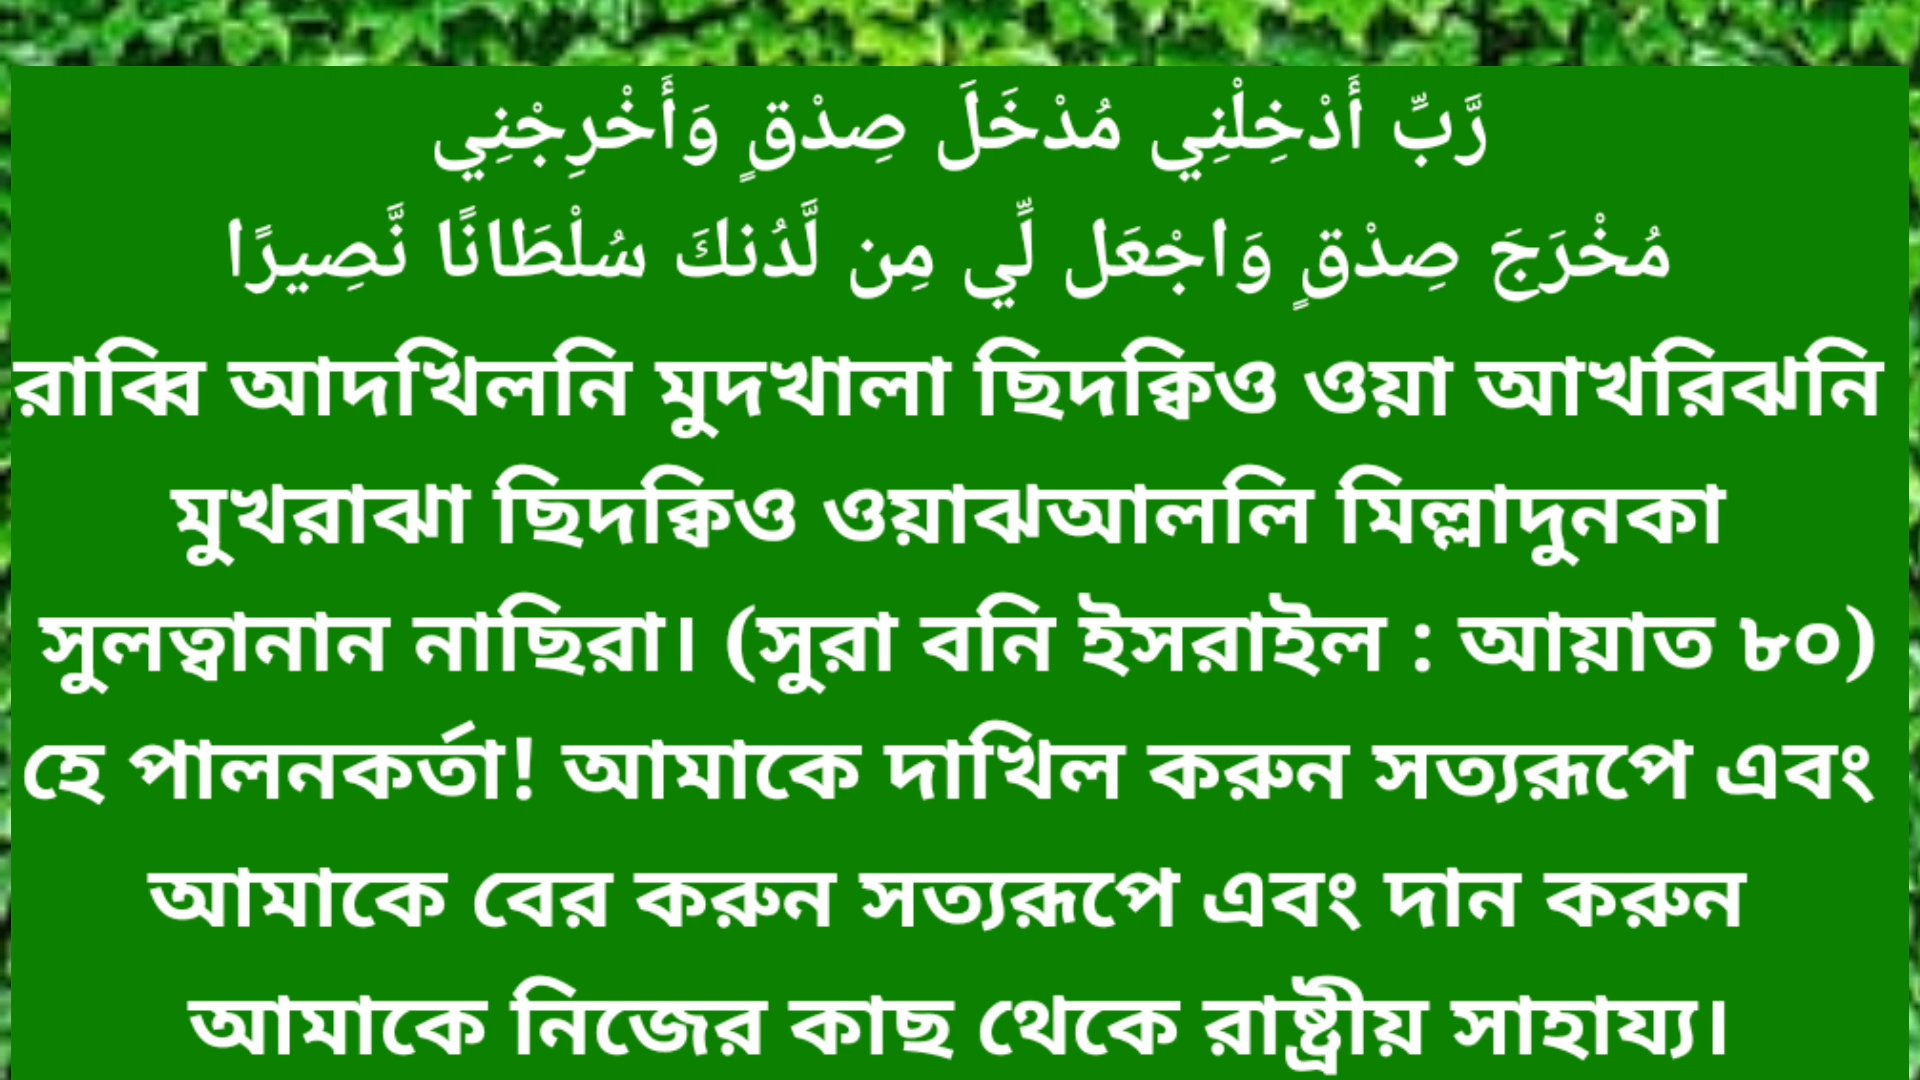 رَّبِّ أَدْخِلْنِي مُدْخَلَ صِدْقٍ وَأَخْرِجْنِي
مُخْرَجَ صِدْقٍ وَاجْعَل لِّي مِن لَّدُنكَ سُلْطَانًا نَّصِيرًا
রাব্বি আদখিলনি মুদখালা ছিদক্বিও ওয়া আখরিঝনি
মুখরাঝা ছিদক্বিও ওয়াঝআললি মিল্লাদুনকা
সুলত্বানান নাছিরা। (সুরা বনি ইসরাইল : আয়াত ৮০)
হে পালনকর্তা! আমাকে দাখিল করুন সত্যরূপে এবং
আমাকে বের করুন সত্যরূপে এবং দান করুন
আমাকে নিজের কাছ থেকে রাষ্ট্রীয় সাহায্য।